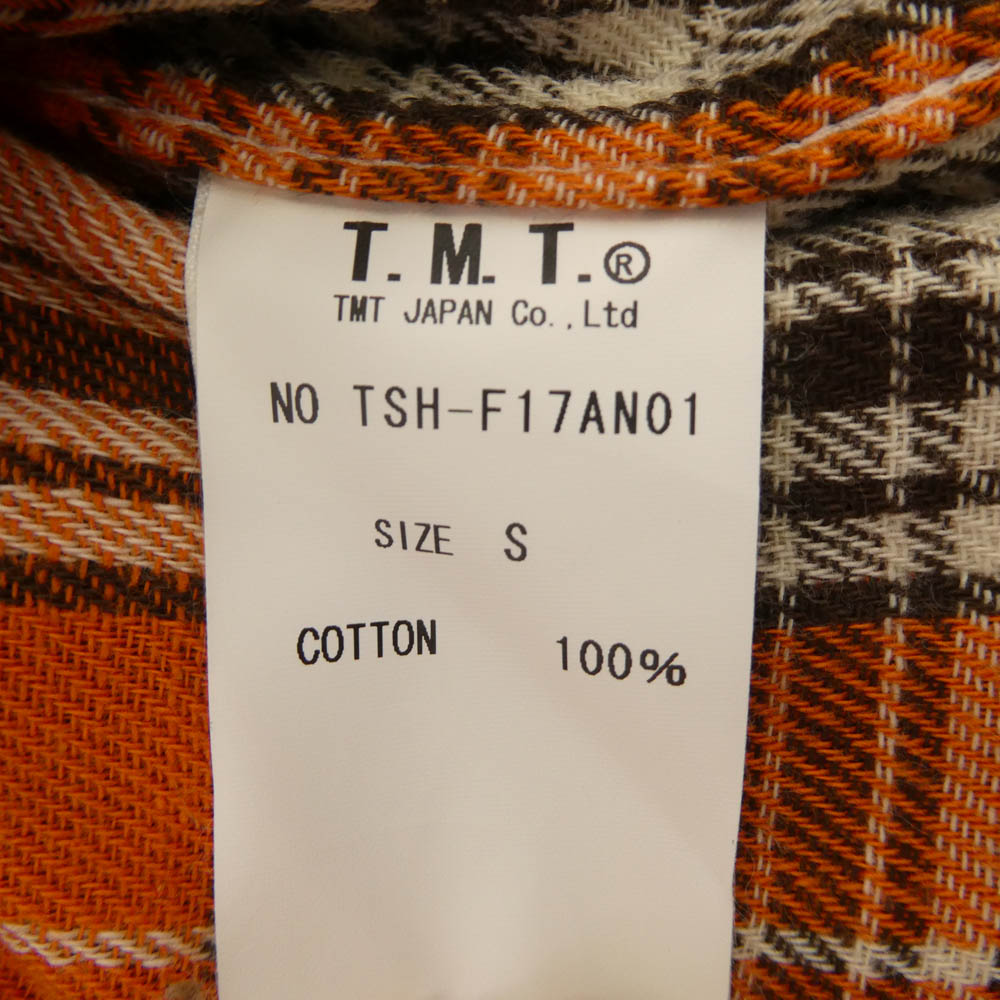 T.M.T.®
TMT JAPAN Co.,Ltd
NO TSH-F17AN01
SIZE S
COTTON 100%